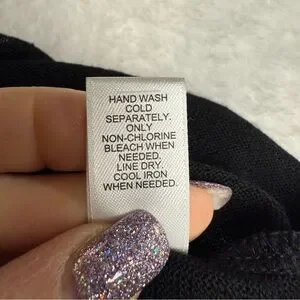 HAND WASH
COLD
SEPARATELY.
ONLY
NON-CHLORINE
BLEACH WHEN
NEEDED.
LINE DRY.
COOL IRON
WHEN NEEDED.